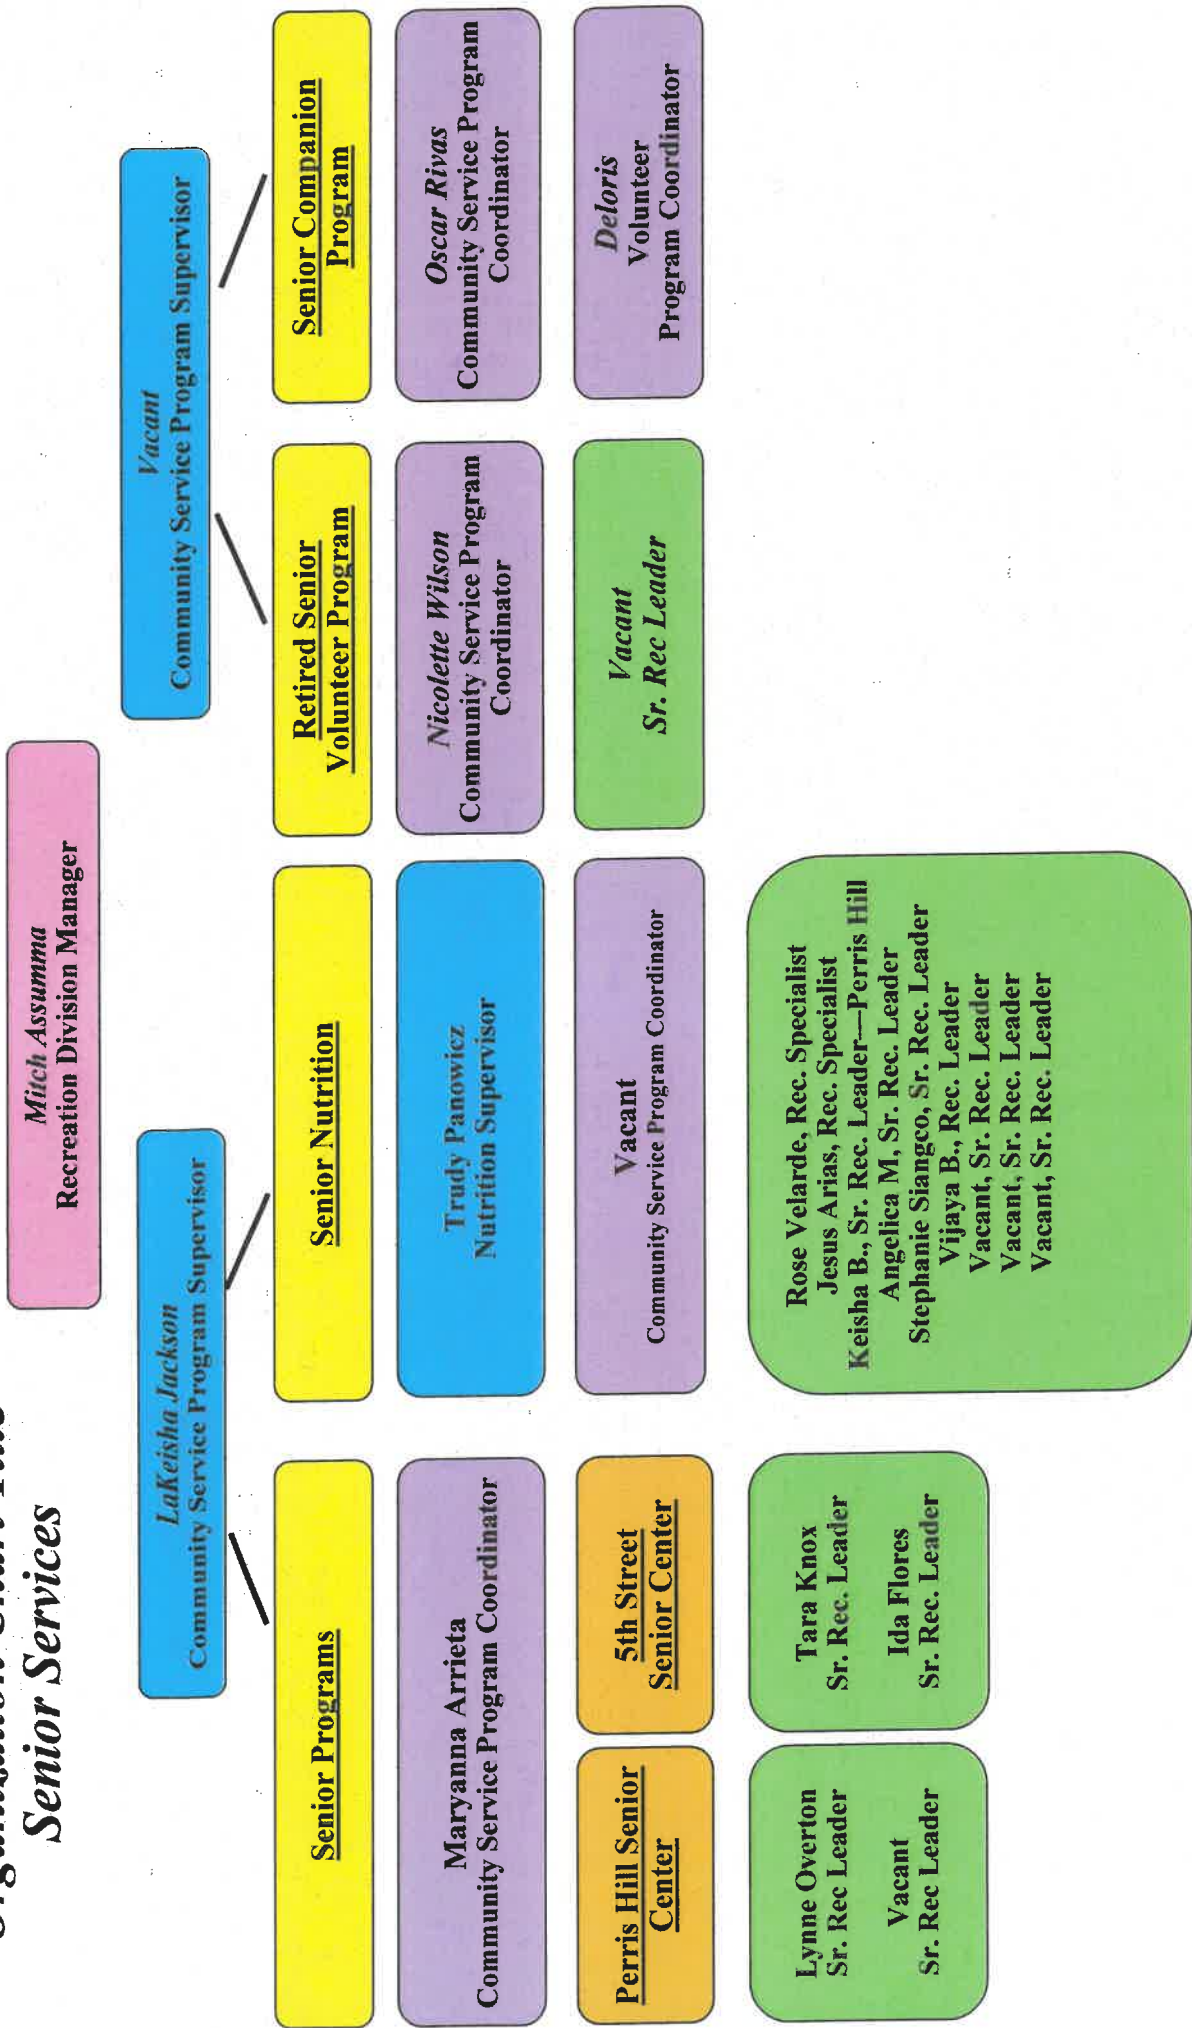 Senior Services
Mitch Assumma
Recreation Division Manager
LaKeisha Jackson
Community Service Program Supervisor
Vacant
Community Service Program Supervisor
Senior Programs
Senior Nutrition
Retired Senior
Volunteer Program
Senior Companion
Program
Maryanna Arrieta
Community Service Program Coordinator
Trudy Panowicz
Nutrition Supervisor
Nicolette Wilson
Community Service Program
Coordinator
Oscar Rivas
Community Service Program
Coordinator
Perris Hill Senior
Center
5th Street
Senior Center
Vacant
Community Service Program Coordinator
Vacant
Sr. Rec Leader
Deloris
Volunteer
Program Coordinator
Lynne Overton
Sr. Rec Leader
Vacant
Sr. Rec Leader
Tara Knox
Sr. Rec. Leader
Ida Flores
Sr. Rec. Leader
Rose Velarde, Rec. Specialist
Jesus Arias, Rec. Specialist
Keisha B., Sr. Rec. Leader—Perris Hill
Angelica M, Sr. Rec. Leader
Stephanie Siangco, Sr. Rec. Leader
Vijaya B., Rec. Leader
Vacant, Sr. Rec. Leader
Vacant, Sr. Rec. Leader
Vacant, Sr. Rec. Leader